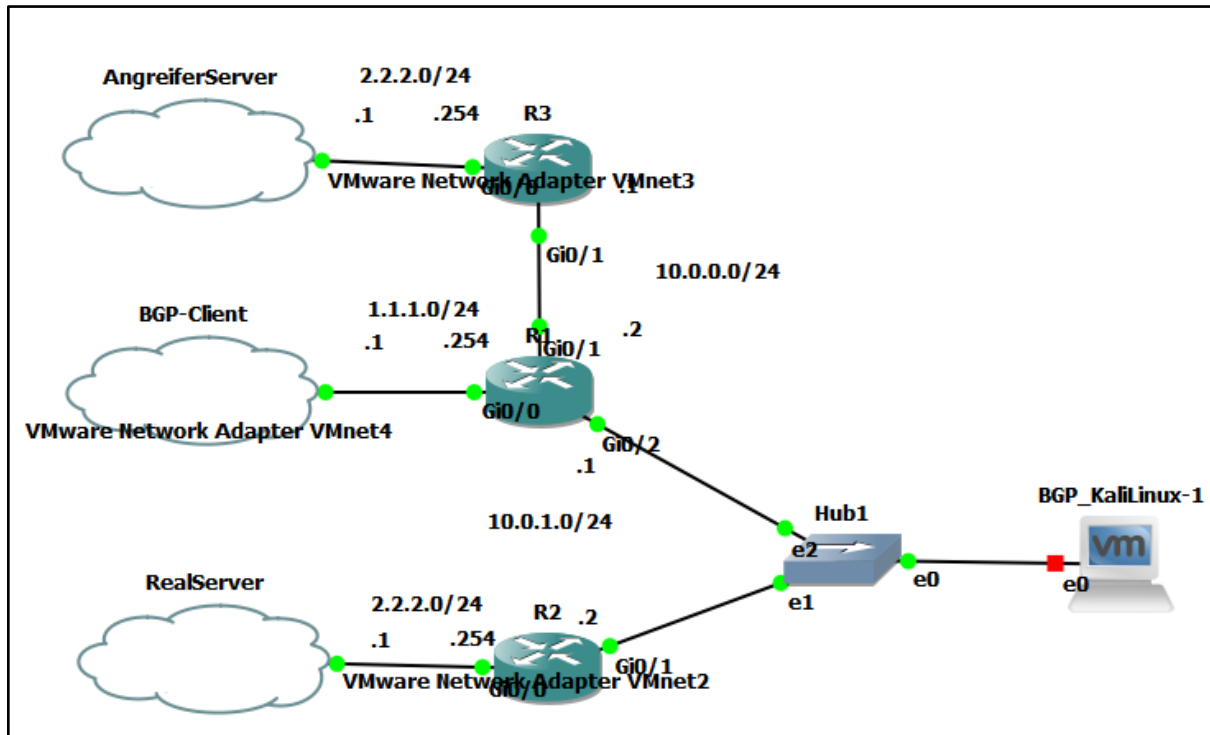 AngreiferServer
2.2.2.0/24
.1
.254
R3
VMware Network Adapter VMnet3
Gi0/0
.1
Gi0/1
10.0.0.0/24
BGP-Client
1.1.1.0/24
.1
.254
R1
Gi0/1
.2
Gi0/0
VMware Network Adapter VMnet4
Gi0/2
.1
10.0.1.0/24
Hub1
BGP_KaliLinux-1
vm
e2
e1
e0
e0
RealServer
2.2.2.0/24
.1
.254
R2
.2
Gi0/1
VMware Network Adapter VMnet2
Gi0/0